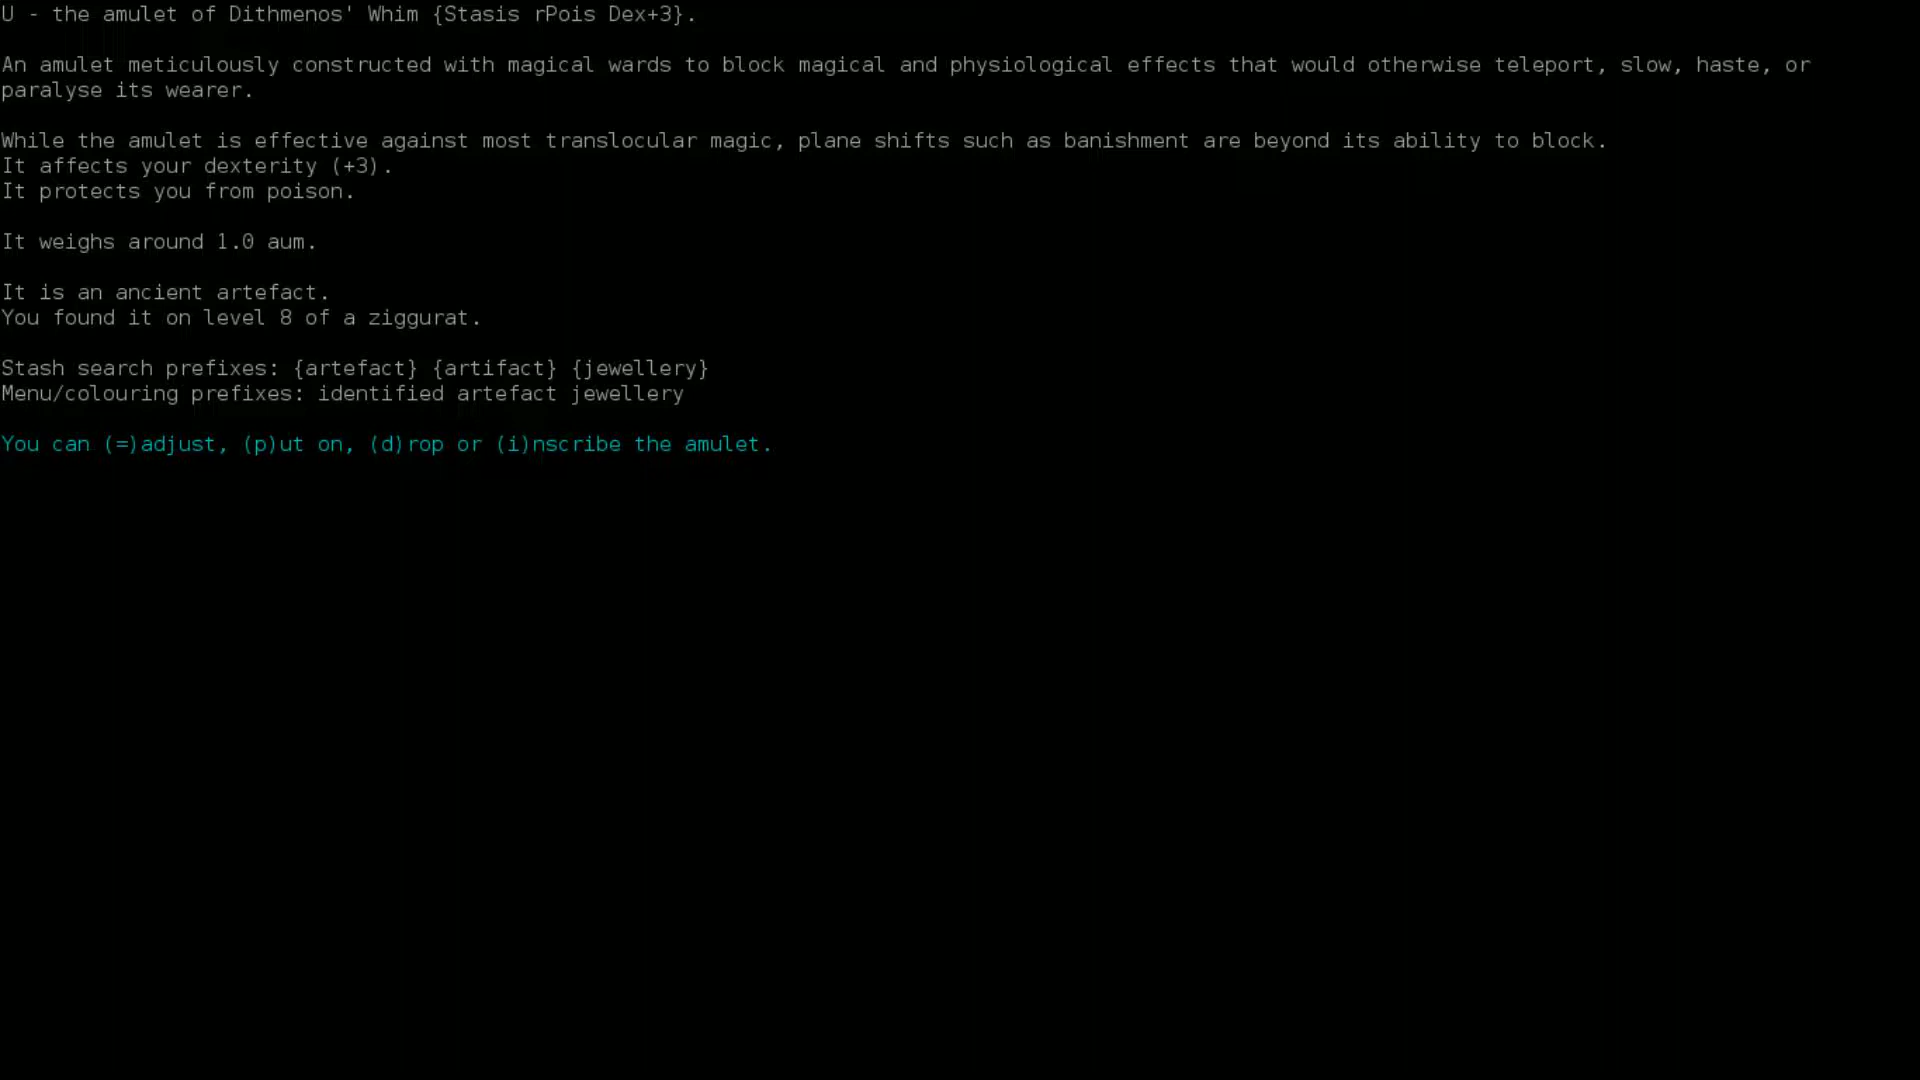 U - the amulet of Dithmenos' Whim {Stasis rPois Dex+3}.
An amulet meticulously constructed with magical wards to block magical and physiological effects that would otherwise teleport, slow, haste, or
paralyse its wearer.
While the amulet is effective against most translocular magic, plane shifts such as banishment are beyond its ability to block.
It affects your dexterity (+3).
It protects you from poison.
It weighs around 1.0 aum.
It is an ancient artefact.
You found it on level 8 of a ziggurat.
Stash search prefixes: {artefact} {artifact} {jewellery}
Menu/colouring prefixes: identified artefact jewellery
You can (=)adjust, (p)ut on, (d)rop or (i)nscribe the amulet.